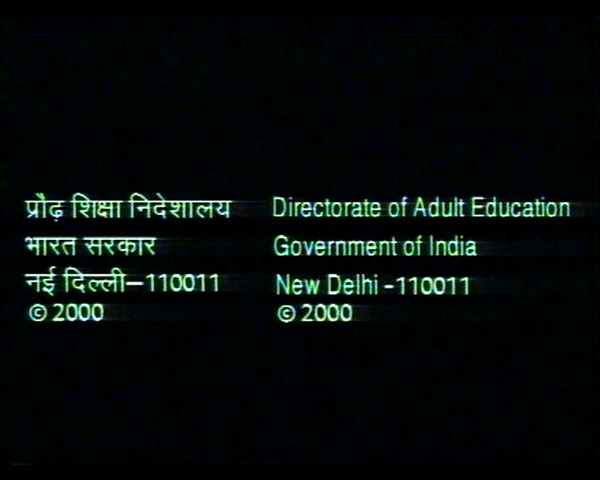 प्रौढ़ शिक्षा निदेशालय
भारत सरकार
नई दिल्ली–110011
© 2000
Directorate of Adult Education
Government of India
New Delhi -110011
© 2000